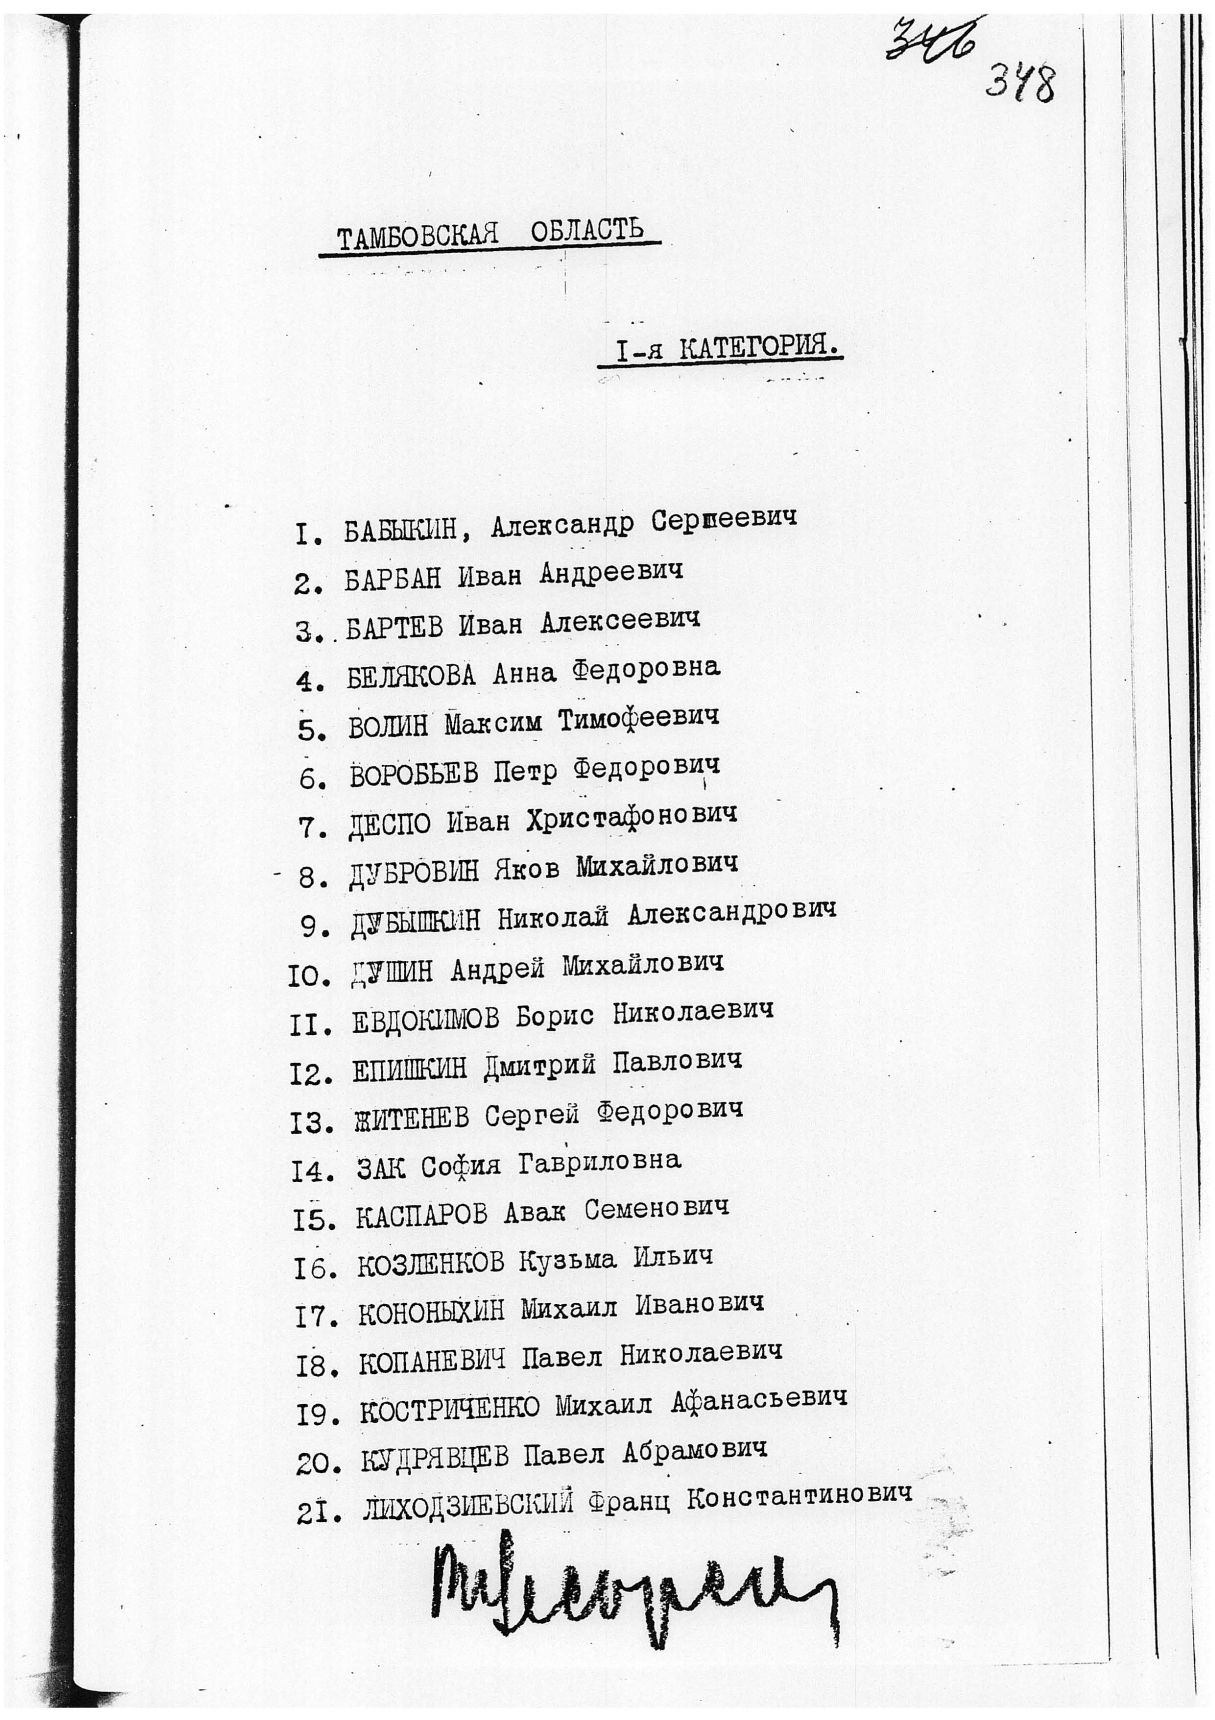 346
348
ТАМБОВСКАЯ ОБЛАСТЬ
I-я КАТЕГОРИЯ.
I. БАБЫКИН, Александр Сергеевич
2. БАРБАН Иван Андреевич
3. БАРТЕВ Иван Алексеевич
4. БЕЛЯКОВА Анна Федоровна
5. ВОЛИН Максим Тимофеевич
6. ВОРОБЬЕВ Петр Федорович
7. ДЕСПО Иван Христафонович
8. ДУБРОВИН Яков Михайлович
9. ДУБЫШКИН Николай Александрович
IO. ДУШИН Андрей Михайлович
II. ЕВДОКИМОВ Борис Николаевич
I2. ЕПИШКИН Дмитрий Павлович
I3. ЖИТЕНЕВ Сергей Федорович
I4. ЗАК София Гавриловна
I5. КАСПАРОВ Авак Семенович
I6. КОЗЛЕНКОВ Кузьма Ильич
I7. КОНОНЫХИН Михаил Иванович
I8. КОПАНЕВИЧ Павел Николаевич
I9. КОСТРИЧЕНКО Михаил Афанасьевич
20. КУДРЯВЦЕВ Павел Абрамович
2I. ЛИХОДЗИЕВСКИЙ Франц Константинович